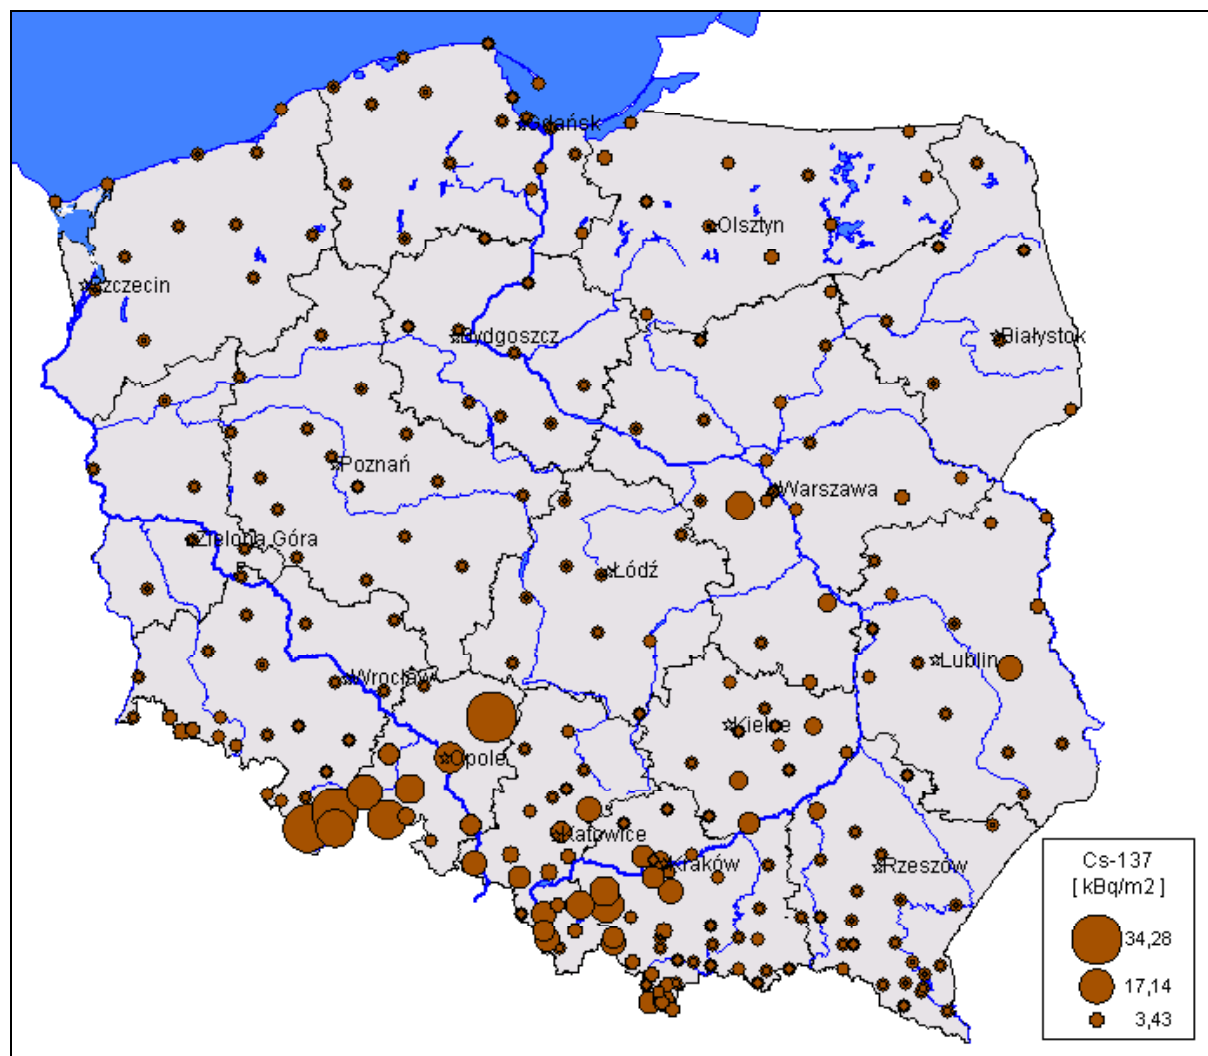 Gdańsk
Olsztyn
Szczecin
Bydgoszcz
Białystok
Poznań
Warszawa
Zielona Góra
Łódź
Wrocław
Lublin
Kielce
Opole
Katowice
Kraków
Rzeszów
Cs-137
[ kBq/m2 ]
34,28
17,14
3,43